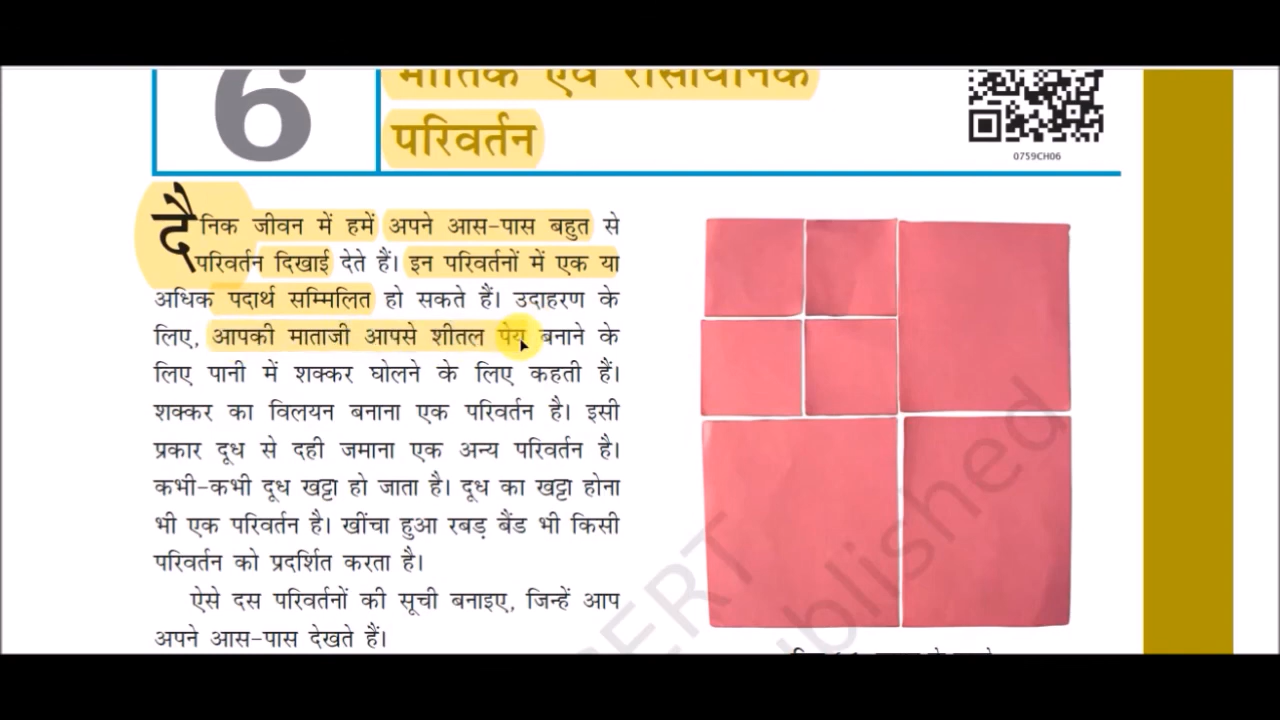 6
भौतिक एवं रासायनिक
परिवर्तन
0759CH06
दैनिक जीवन में हमें अपने आस-पास बहुत से
परिवर्तन दिखाई देते हैं। इन परिवर्तनों में एक या
अधिक पदार्थ सम्मिलित हो सकते हैं। उदाहरण के
लिए, आपकी माताजी आपसे शीतल पेय बनाने के
लिए पानी में शक्कर घोलने के लिए कहती हैं।
शक्कर का विलयन बनाना एक परिवर्तन है। इसी
प्रकार दूध से दही जमाना एक अन्य परिवर्तन है।
कभी-कभी दूध खट्टा हो जाता है। दूध का खट्टा होना
भी एक परिवर्तन है। खींचा हुआ रबड़ बैंड भी किसी
परिवर्तन को प्रदर्शित करता है।
ऐसे दस परिवर्तनों की सूची बनाइए, जिन्हें आप
अपने आस-पास देखते हैं।